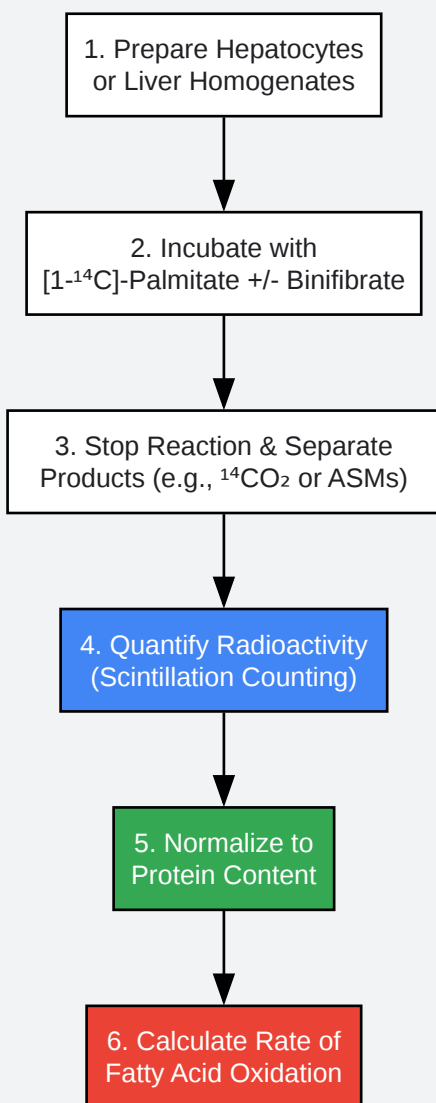 1. Prepare Hepatocytes
or Liver Homogenates
2. Incubate with
[1-¹⁴C]-Palmitate +/- Binifibrate
3. Stop Reaction & Separate
Products (e.g., ¹⁴CO₂ or ASMs)
4. Quantify Radioactivity
(Scintillation Counting)
5. Normalize to
Protein Content
6. Calculate Rate of
Fatty Acid Oxidation